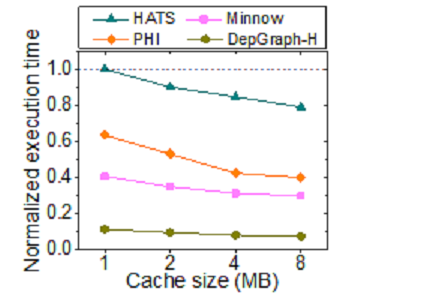 HATS Minnow
PHI DepGraph-H
Normalized execution time
1.0
0.8
0.6
0.4
0.2
0.0
1 2 4 8
Cache size (MB)